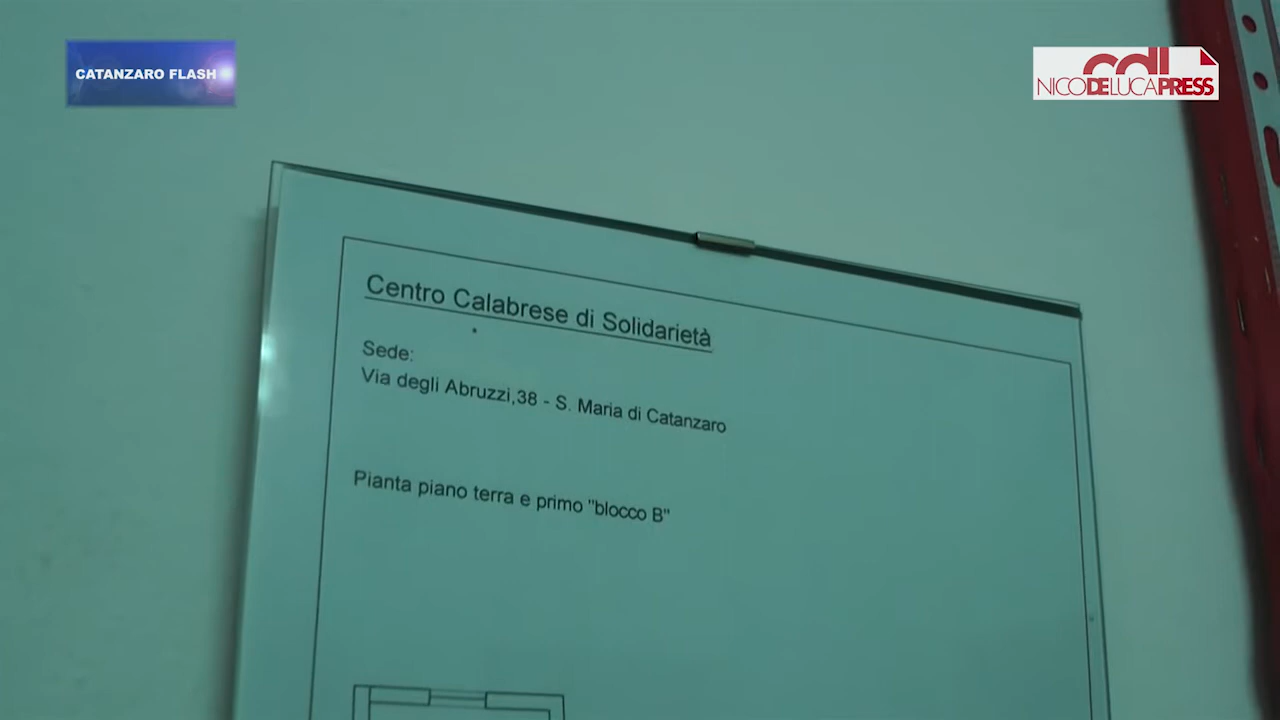 CATANZARO FLASH
cdl
NICODELUCAPRESS
Centro Calabrese di Solidarietà
Sede:
Via degli Abruzzi,38 - S. Maria di Catanzaro
Pianta piano terra e primo "blocco B"